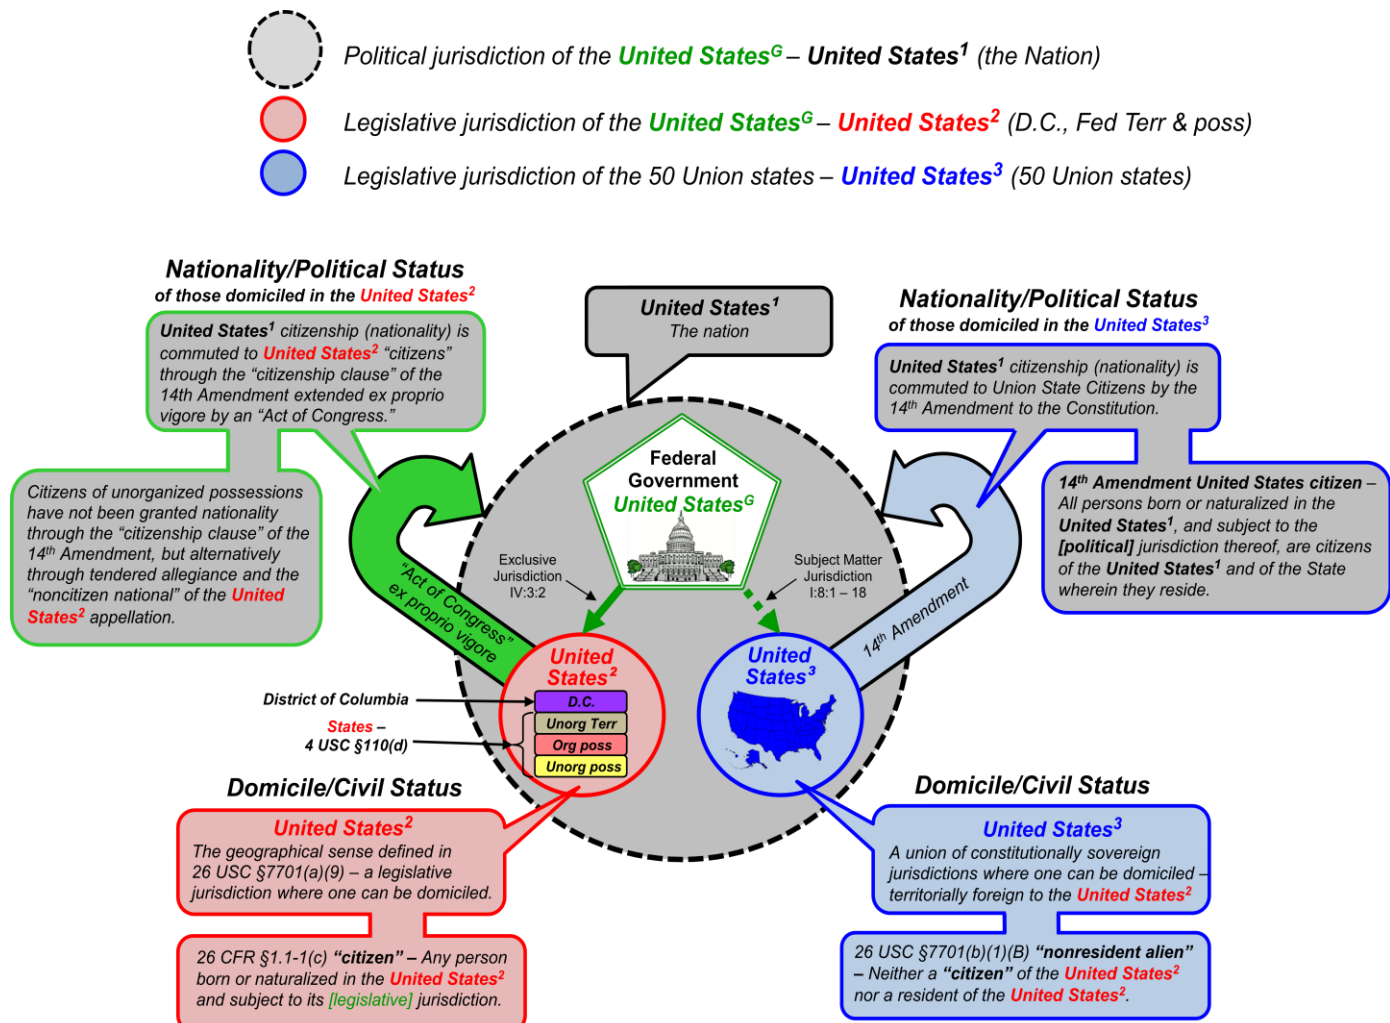 Political jurisdiction of the United Statesᴳ – United States¹ (the Nation)
Legislative jurisdiction of the United Statesᴳ – United States² (D.C., Fed Terr & poss)
Legislative jurisdiction of the 50 Union states – United States³ (50 Union states)
Nationality/Political Status
of those domiciled in the United States²
United States¹ citizenship (nationality) is
commuted to United States² “citizens”
through the “citizenship clause” of the
14th Amendment extended ex proprio
vigore by an “Act of Congress.”
Citizens of unorganized possessions
have not been granted nationality
through the “citizenship clause” of the
14th Amendment, but alternatively
through tendered allegiance and the
“noncitizen national” of the United
States² appellation.
United States¹
The nation
Nationality/Political Status
of those domiciled in the United States³
United States¹ citizenship (nationality) is
commuted to Union State Citizens by the
14th Amendment to the Constitution.
14th Amendment United States citizen –
All persons born or naturalized in the
United States¹, and subject to the
[political] jurisdiction thereof, are citizens
of the United States¹ and of the State
wherein they reside.
Federal
Government
United Statesᴳ
Exclusive
Jurisdiction
IV:3:2
Subject Matter
Jurisdiction
I:8:1 – 18
“Act of Congress”
ex proprio vigore
14th Amendment
United
States²
D.C.
Unorg Terr
Org poss
Unorg poss
District of Columbia
States –
4 USC §110(d)
United
States³
Domicile/Civil Status
United States²
The geographical sense defined in
26 USC §7701(a)(9) – a legislative
jurisdiction where one can be domiciled.
26 CFR §1.1-1(c) “citizen” – Any person
born or naturalized in the United States²
and subject to its [legislative] jurisdiction.
Domicile/Civil Status
United States³
A union of constitutionally sovereign
jurisdictions where one can be domiciled –
territorially foreign to the United States²
26 USC §7701(b)(1)(B) “nonresident alien”
– Neither a “citizen” of the United States²
nor a resident of the United States².